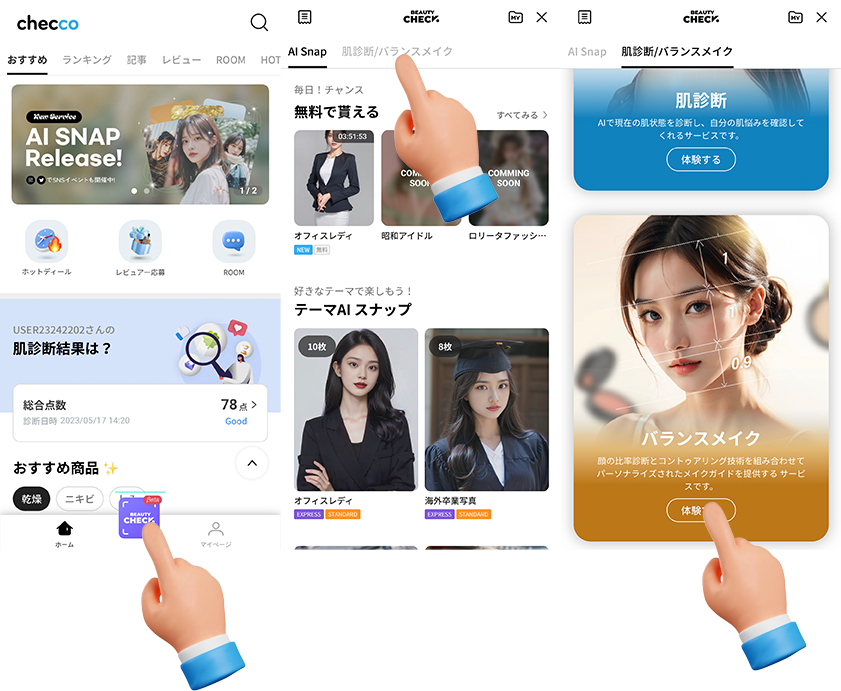 checco
おすすめ ランキング 記事 レビュー ROOM HOT
New Service
AI SNAP
Release!
でSNSイベントも開催中!
1 / 2
ホットディール
レビュアー応募
ROOM
USER23242202さんの
肌診断結果は？
総合点数
78点
診断日時 2023/05/17 14:20
Good
おすすめ商品
乾燥
ニキビ
Beta
BEAUTY
CHECK
ホーム
マイページ
BEAUTY
CHECK
MY
AI Snap 肌診断/バランスメイク
毎日！チャンス
無料で貰える
すべてみる
03:51:53
COMMING
SOON
COMMING
SOON
オフィスレディ
昭和アイドル
ロリータファッシ…
NEW 無料
好きなテーマで楽しもう！
テーマAI スナップ
10枚
8枚
オフィスレディ
海外卒業写真
EXPRESS STANDARD
EXPRESS STANDARD
BEAUTY
CHECK
MY
AI Snap 肌診断/バランスメイク
肌診断
AIで現在の肌状態を診断し、自分の肌悩みを確認して
くれるサービスです。
体験する
1
1
0.9
バランスメイク
顔の比率診断とコントゥアリング技術を組み合わせて
パーソナライズされたメイクガイドを提供する サービ
スです。
体験す